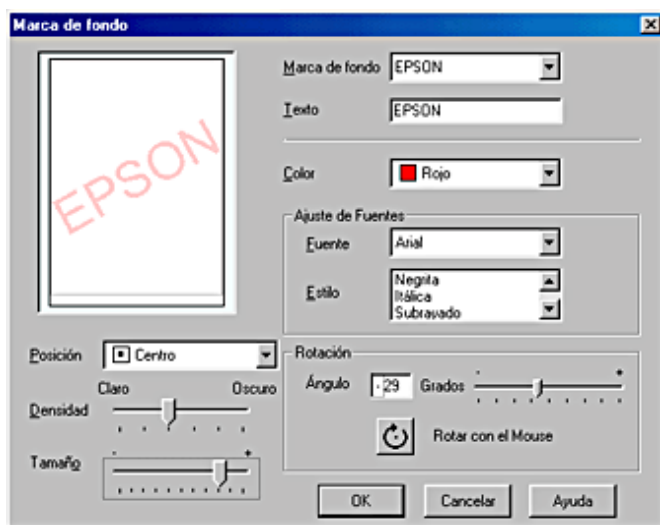 Marca de fondo
EPSON
Marca de fondo EPSON
Texto EPSON
Color Rojo
Ajuste de Fuentes
Fuente Arial
Estilo Negrita
Itálica
Subrayado
Posición Centro
Claro Oscuro
Densidad
Tamaño - +
Rotación
Ángulo -29 Grados - +
Rotar con el Mouse
OK Cancelar Ayuda